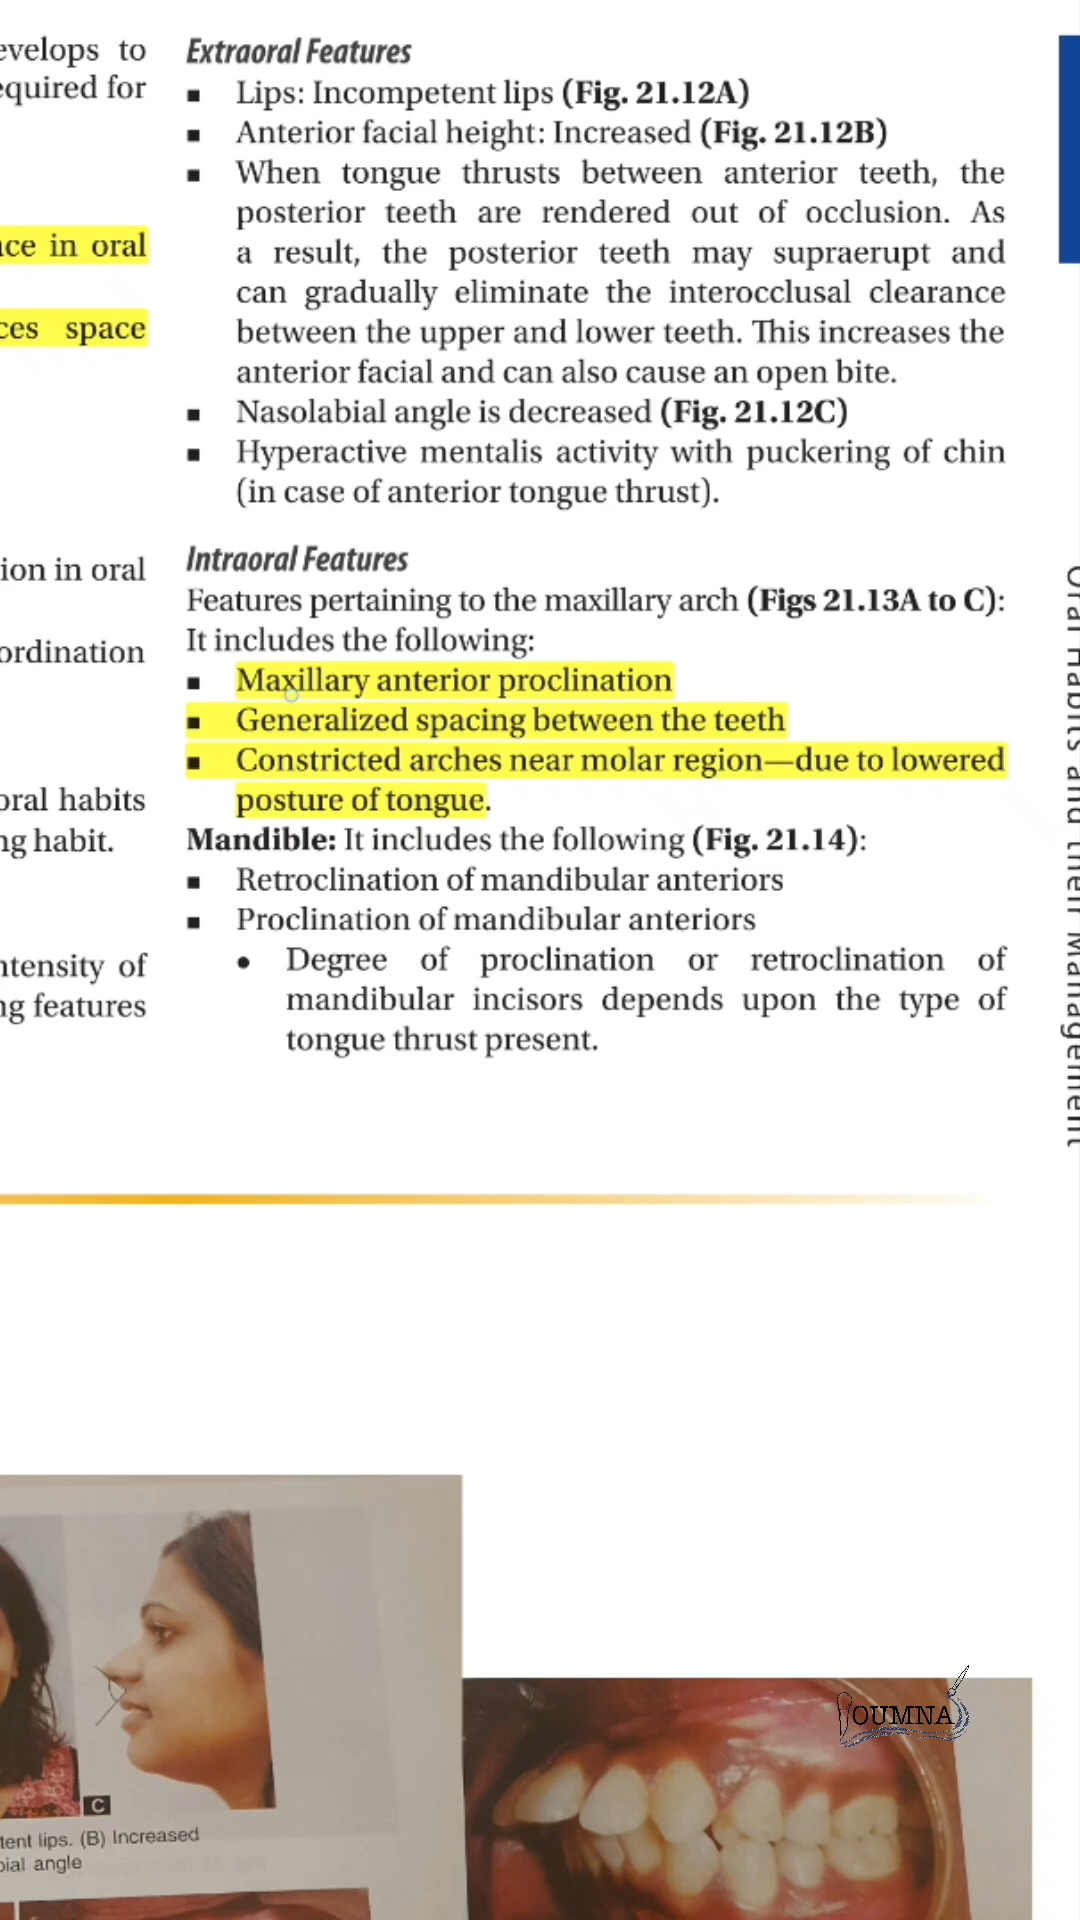 evelops to
equired for
ce in oral
ces space
ion in oral
ordination
oral habits
ng habit.
ntensity of
ng features
Extraoral Features
▪ Lips: Incompetent lips (Fig. 21.12A)
▪ Anterior facial height: Increased (Fig. 21.12B)
▪ When tongue thrusts between anterior teeth, the
posterior teeth are rendered out of occlusion. As
a result, the posterior teeth may supraerupt and
can gradually eliminate the interocclusal clearance
between the upper and lower teeth. This increases the
anterior facial and can also cause an open bite.
▪ Nasolabial angle is decreased (Fig. 21.12C)
▪ Hyperactive mentalis activity with puckering of chin
(in case of anterior tongue thrust).
Intraoral Features
Features pertaining to the maxillary arch (Figs 21.13A to C):
It includes the following:
▪ Maxillary anterior proclination
▪ Generalized spacing between the teeth
▪ Constricted arches near molar region—due to lowered
posture of tongue.
Mandible: It includes the following (Fig. 21.14):
▪ Retroclination of mandibular anteriors
▪ Proclination of mandibular anteriors
• Degree of proclination or retroclination of
mandibular incisors depends upon the type of
tongue thrust present.
Oral Habits and their Management
C
tent lips. (B) Increased
bial angle
OUMNA